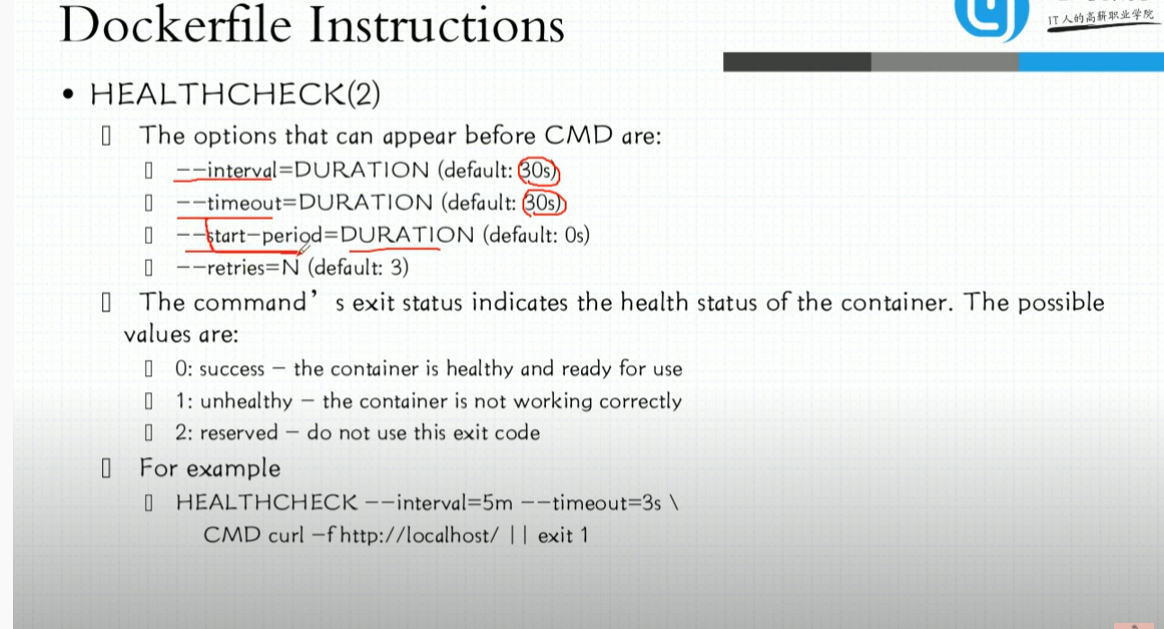 Dockerfile Instructions
IT人的高薪职业学院
• HEALTHCHECK(2)
The options that can appear before CMD are:
--interval=DURATION (default: 30s)
--timeout=DURATION (default: 30s)
--start-period=DURATION (default: 0s)
--retries=N (default: 3)
The command’s exit status indicates the health status of the container. The possible
values are:
0: success – the container is healthy and ready for use
1: unhealthy – the container is not working correctly
2: reserved – do not use this exit code
For example
HEALTHCHECK --interval=5m --timeout=3s \
CMD curl –f http://localhost/ || exit 1